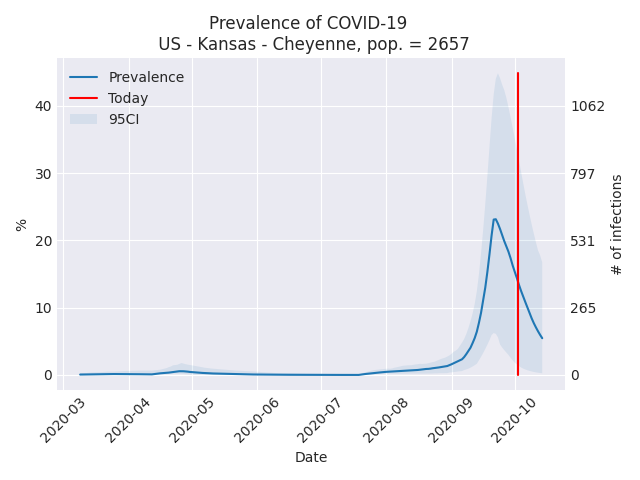 Prevalence of COVID-19
US - Kansas - Cheyenne, pop. = 2657
Prevalence
Today
95CI
40
30
20
10
0
%
1062
797
531
265
0
# of infections
2020-03
2020-04
2020-05
2020-06
2020-07
2020-08
2020-09
2020-10
Date